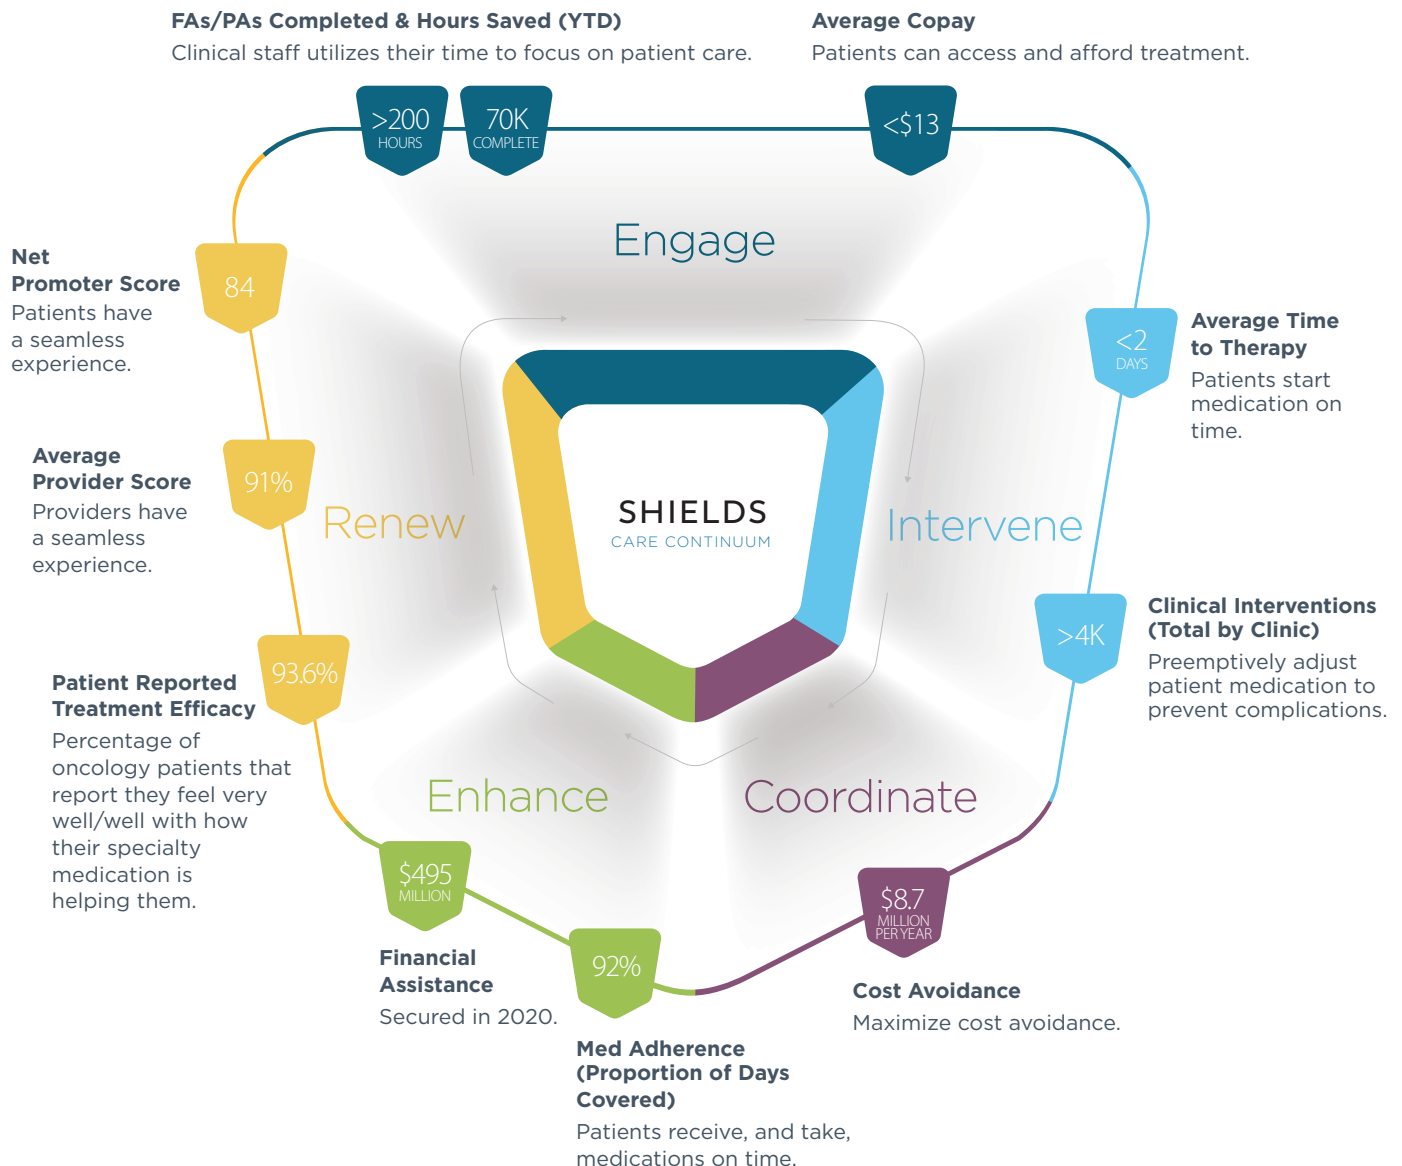 FAs/PAs Completed & Hours Saved (YTD)
Clinical staff utilizes their time to focus on patient care.
Average Copay
Patients can access and afford treatment.
>200
HOURS
70K
COMPLETE
<$13
Engage
Net
Promoter Score
Patients have
a seamless
experience.
84
<2
DAYS
Average Time
to Therapy
Patients start
medication on
time.
Average
Provider Score
Providers have
a seamless
experience.
91%
Renew
SHIELDS
CARE CONTINUUM
Intervene
>4K
Clinical Interventions
(Total by Clinic)
Preemptively adjust
patient medication to
prevent complications.
93.6%
Patient Reported
Treatment Efficacy
Percentage of
oncology patients that
report they feel very
well/well with how
their specialty
medication is
helping them.
Enhance
Coordinate
$495
MILLION
Financial
Assistance
Secured in 2020.
92%
Med Adherence
(Proportion of Days
Covered)
Patients receive, and take,
medications on time.
$8.7
MILLION
PER YEAR
Cost Avoidance
Maximize cost avoidance.